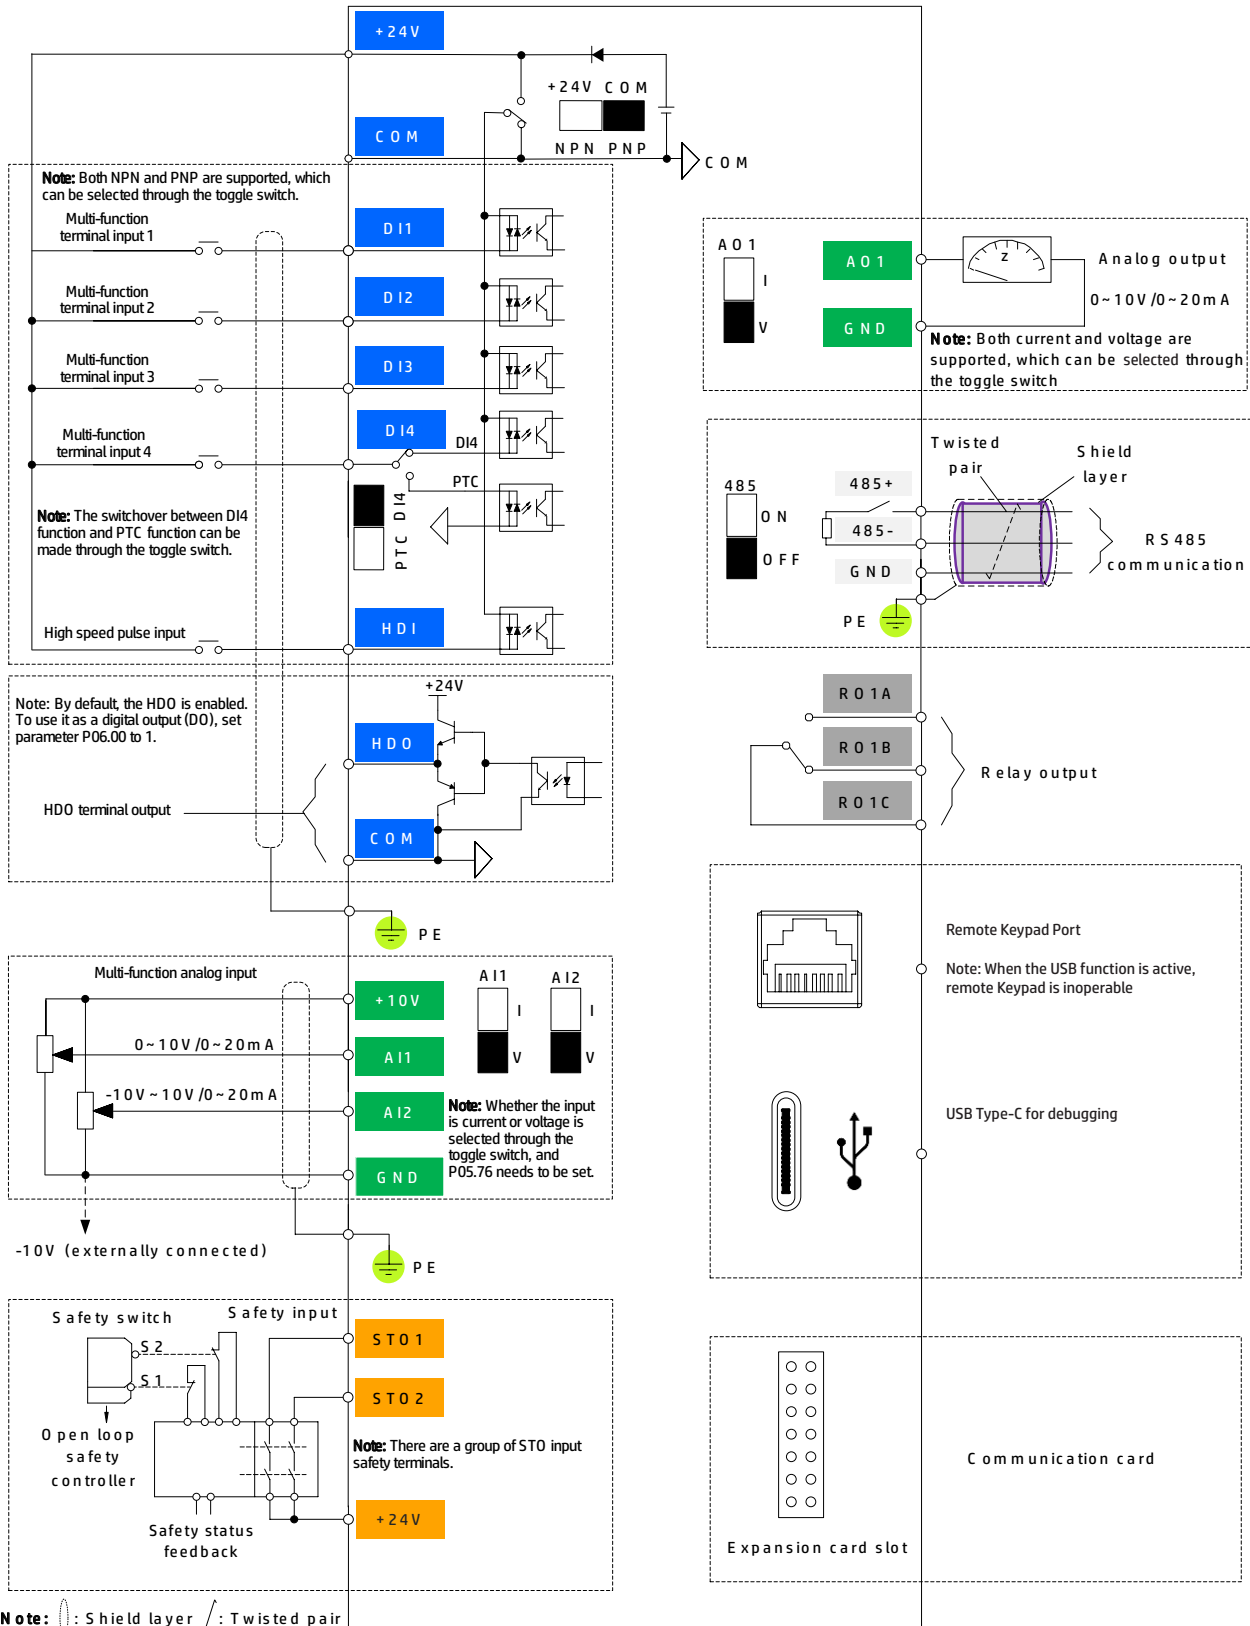 +24V
+24V COM
NPN PNP
COM
COM
Note: Both NPN and PNP are supported, which
can be selected through the toggle switch.
Multi-function
terminal input 1
DI1
Multi-function
terminal input 2
DI2
Multi-function
terminal input 3
DI3
Multi-function
terminal input 4
DI4
DI4
PTC
PTC DI4
Note: The switchover between DI4
function and PTC function can be
made through the toggle switch.
High speed pulse input
HDI
Note: By default, the HDO is enabled.
To use it as a digital output (DO), set
parameter P06.00 to 1.
+24V
HDO
HDO terminal output
COM
PE
Multi-function analog input
+10V
AI1
I
V
AI2
I
V
0~10V/0~20mA
AI1
-10V~10V/0~20mA
AI2
GND
Note: Whether the input
is current or voltage is
selected through the
toggle switch, and
P05.76 needs to be set.
-10V (externally connected)
PE
Safety switch
Safety input
S2
S1
STO1
STO2
Open loop
safety
controller
Note: There are a group of STO input
safety terminals.
+24V
Safety status
feedback
Note: : Shield layer : Twisted pair
AO1
I
V
AO1
GND
Z
Analog output
0~10V/0~20mA
Note: Both current and voltage are
supported, which can be selected through
the toggle switch
485
ON
OFF
485+
485-
GND
PE
Twisted
pair
Shield
layer
RS485
communication
RO1A
RO1B
RO1C
Relay output
Remote Keypad Port
Note: When the USB function is active,
remote Keypad is inoperable
USB Type-C for debugging
Communication card
Expansion card slot